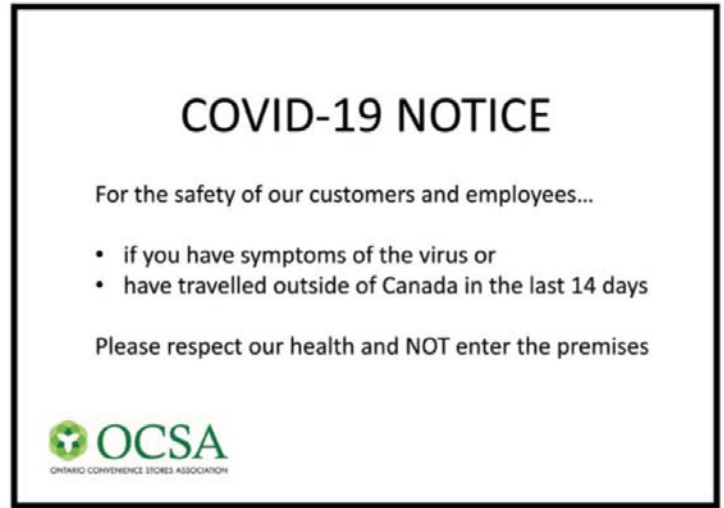 COVID-19 NOTICE
For the safety of our customers and employees...
• if you have symptoms of the virus or
• have travelled outside of Canada in the last 14 days
Please respect our health and NOT enter the premises
OCSA
ONTARIO CONVENIENCE STORES ASSOCIATION